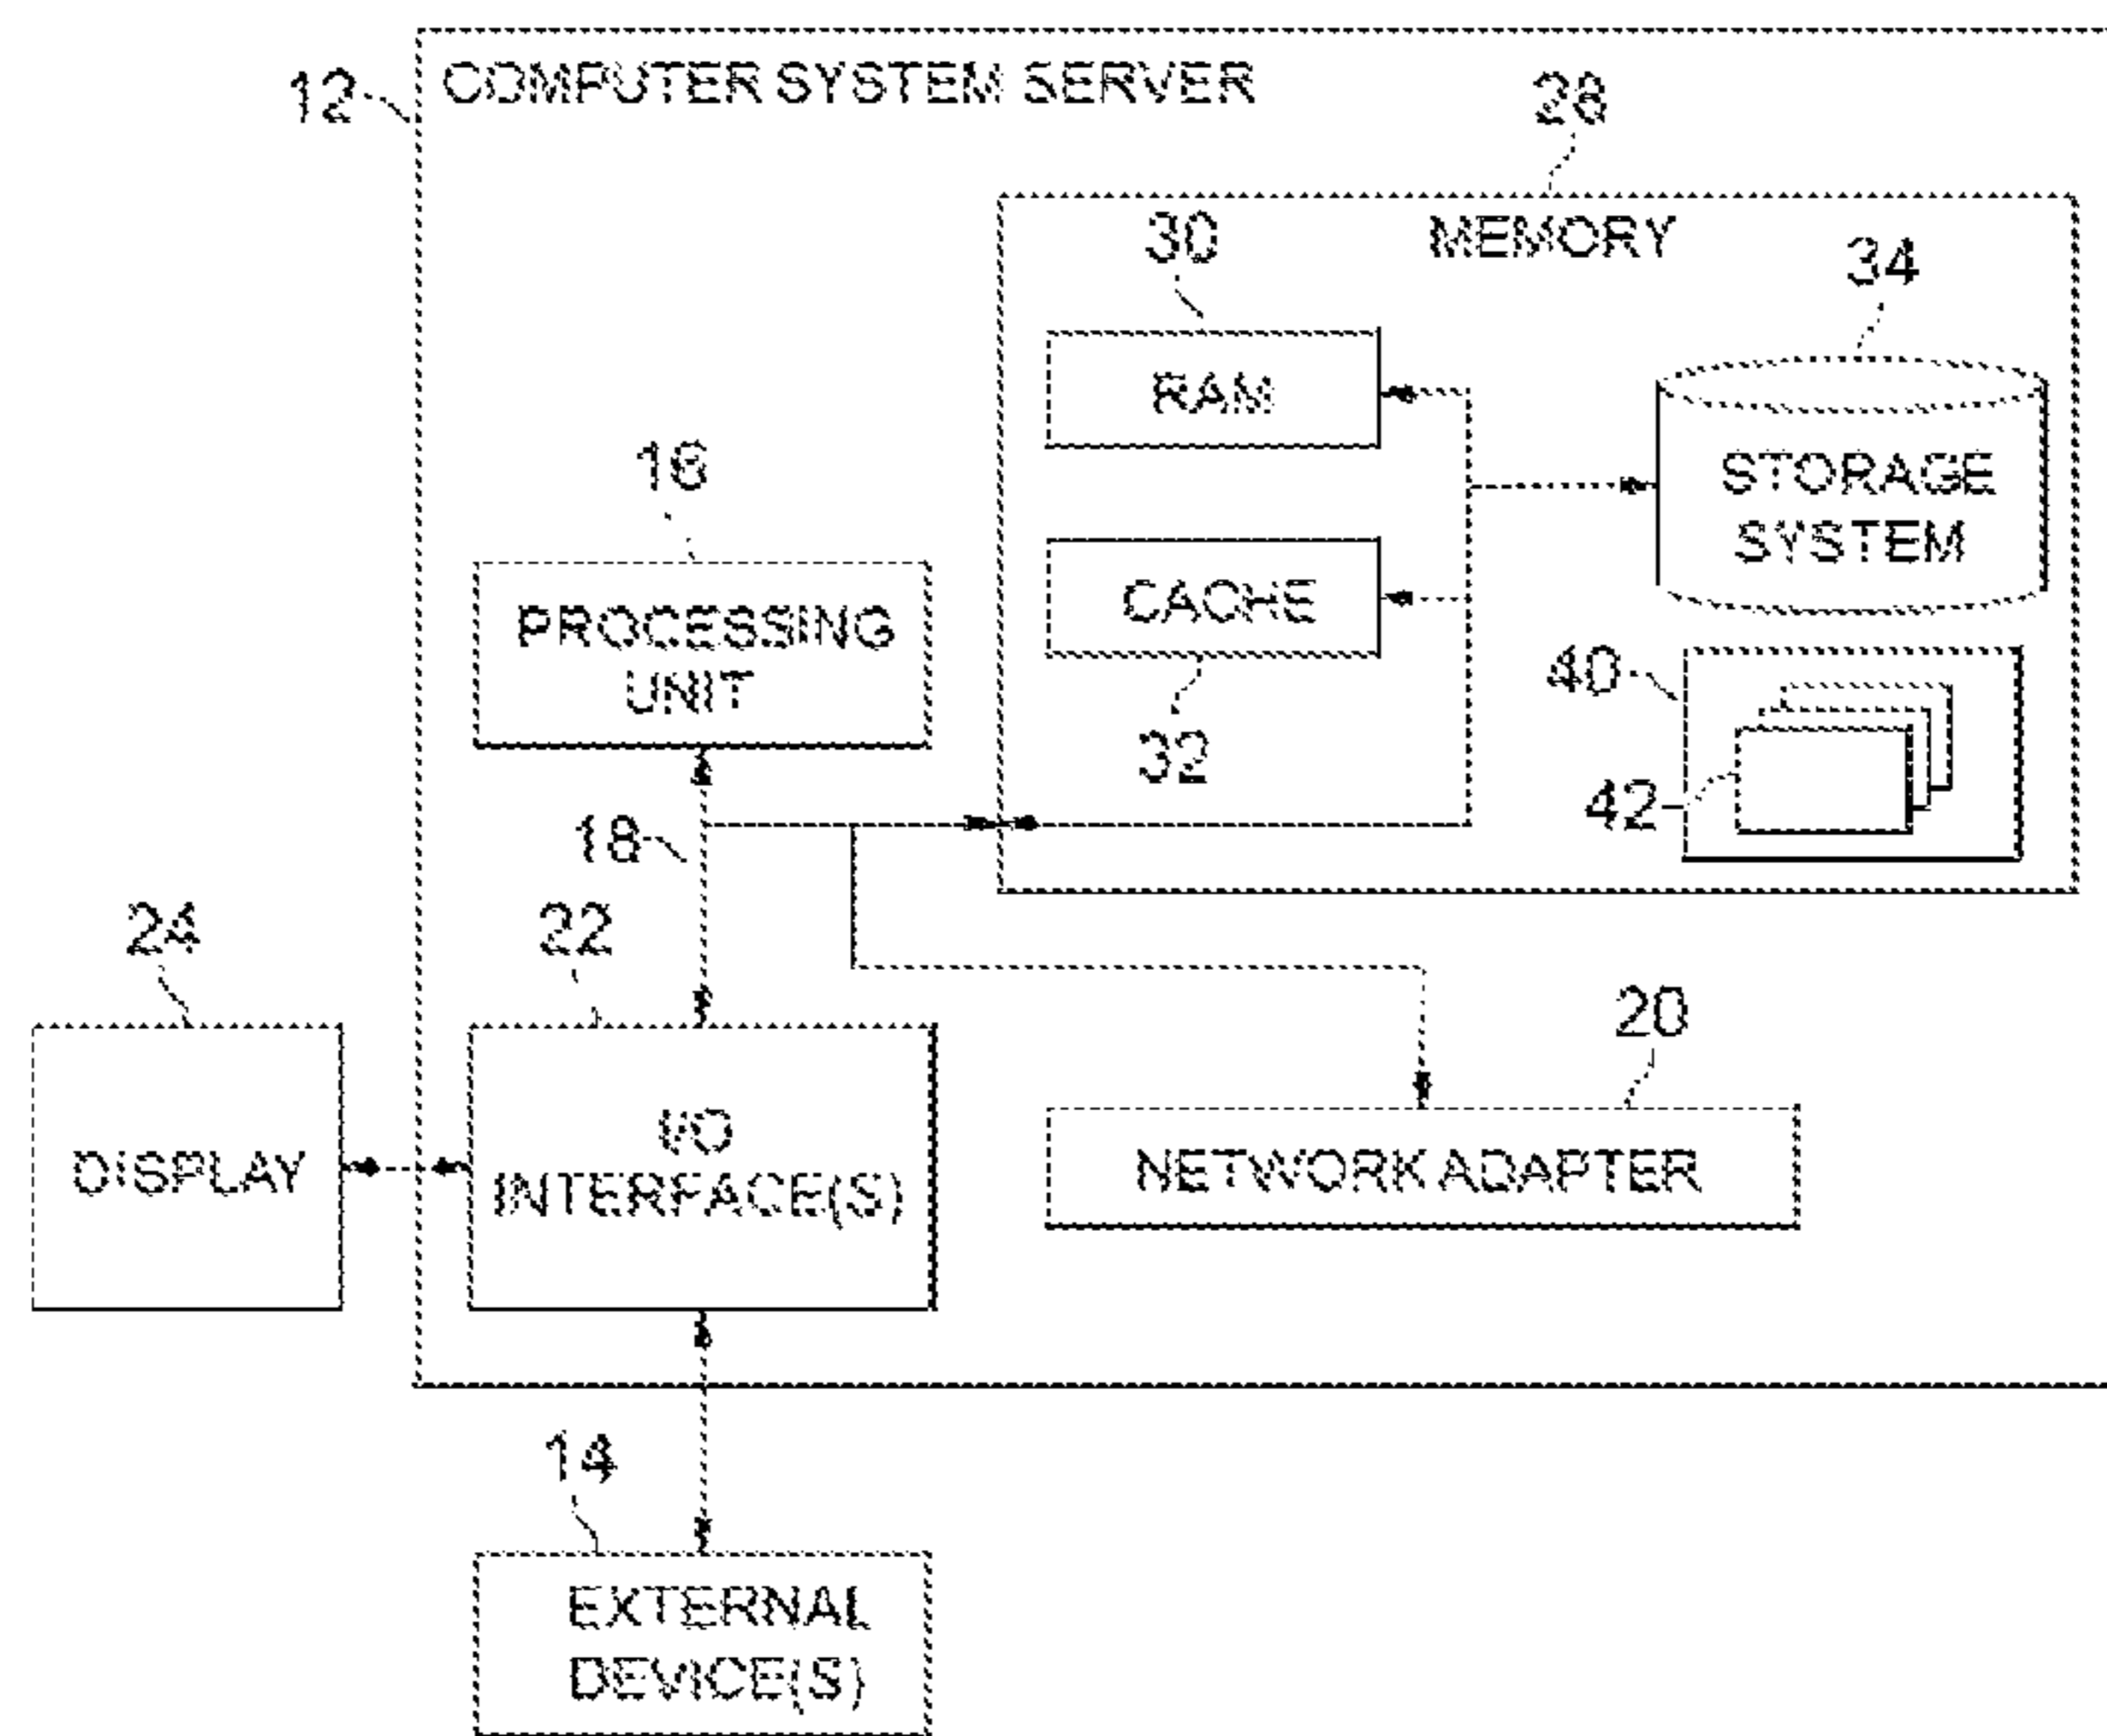 12
COMPUTER SYSTEM SERVER
28
MEMORY
30
34
RAM
STORAGE
SYSTEM
16
PROCESSING
UNIT
CACHE
32
40
42
18
24
22
20
DISPLAY
I/O
INTERFACE(S)
NETWORK ADAPTER
14
EXTERNAL
DEVICE(S)